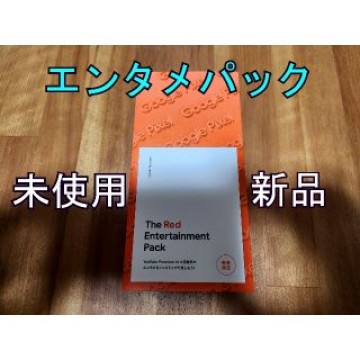 エンタメパック
Google Pixel
未使用
新品
The Red
Entertainment
Pack